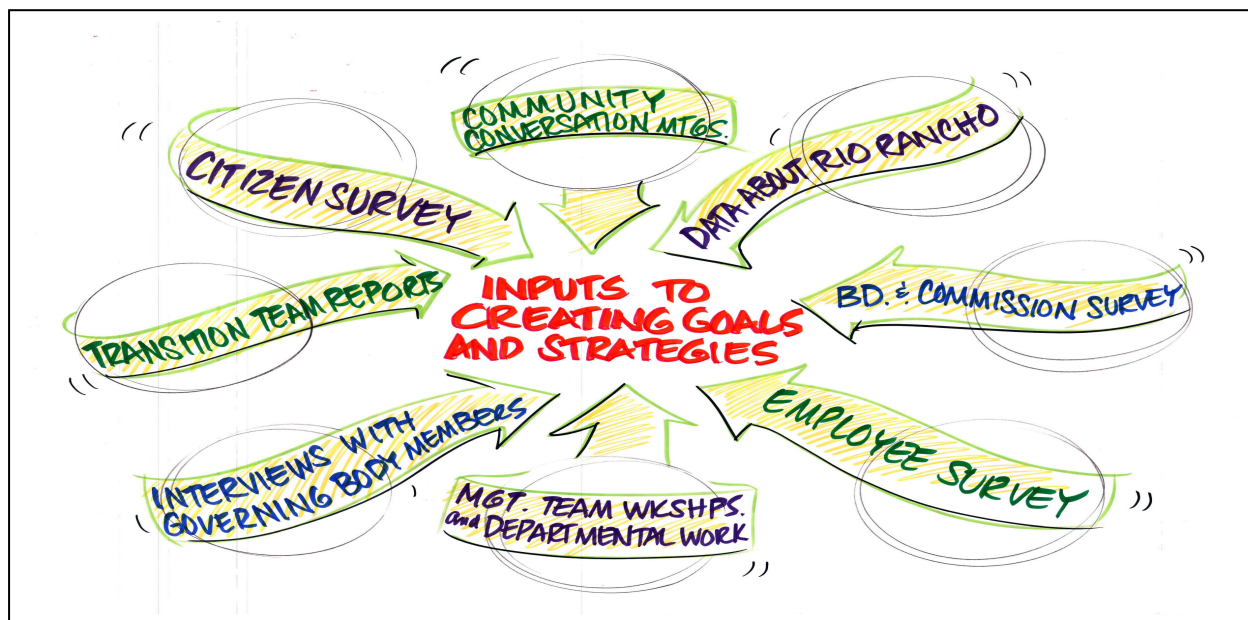 COMMUNITY
CONVERSATION MTGS.
CITIZEN SURVEY
DATA ABOUT RIO RANCHO
TRANSITION TEAM REPORTS
INPUTS TO
CREATING GOALS
AND STRATEGIES
BD. & COMMISSION SURVEY
INTERVIEWS WITH
GOVERNING BODY MEMBERS
MGT. TEAM WKSHPS.
and DEPARTMENTAL WORK
EMPLOYEE SURVEY